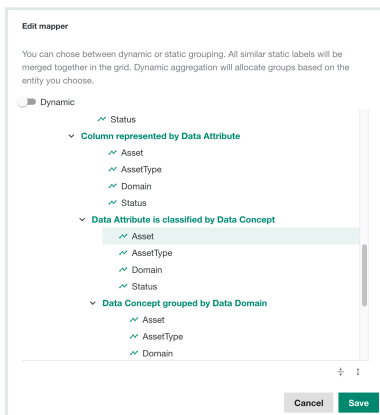 Edit mapper
You can chose between dynamic or static grouping. All similar static labels will be
merged together in the grid. Dynamic aggregation will allocate groups based on the
entity you choose.
Dynamic
Status
Column represented by Data Attribute
Asset
AssetType
Domain
Status
Data Attribute is classified by Data Concept
Asset
AssetType
Domain
Status
Data Concept grouped by Data Domain
Asset
AssetType
Domain
Cancel Save